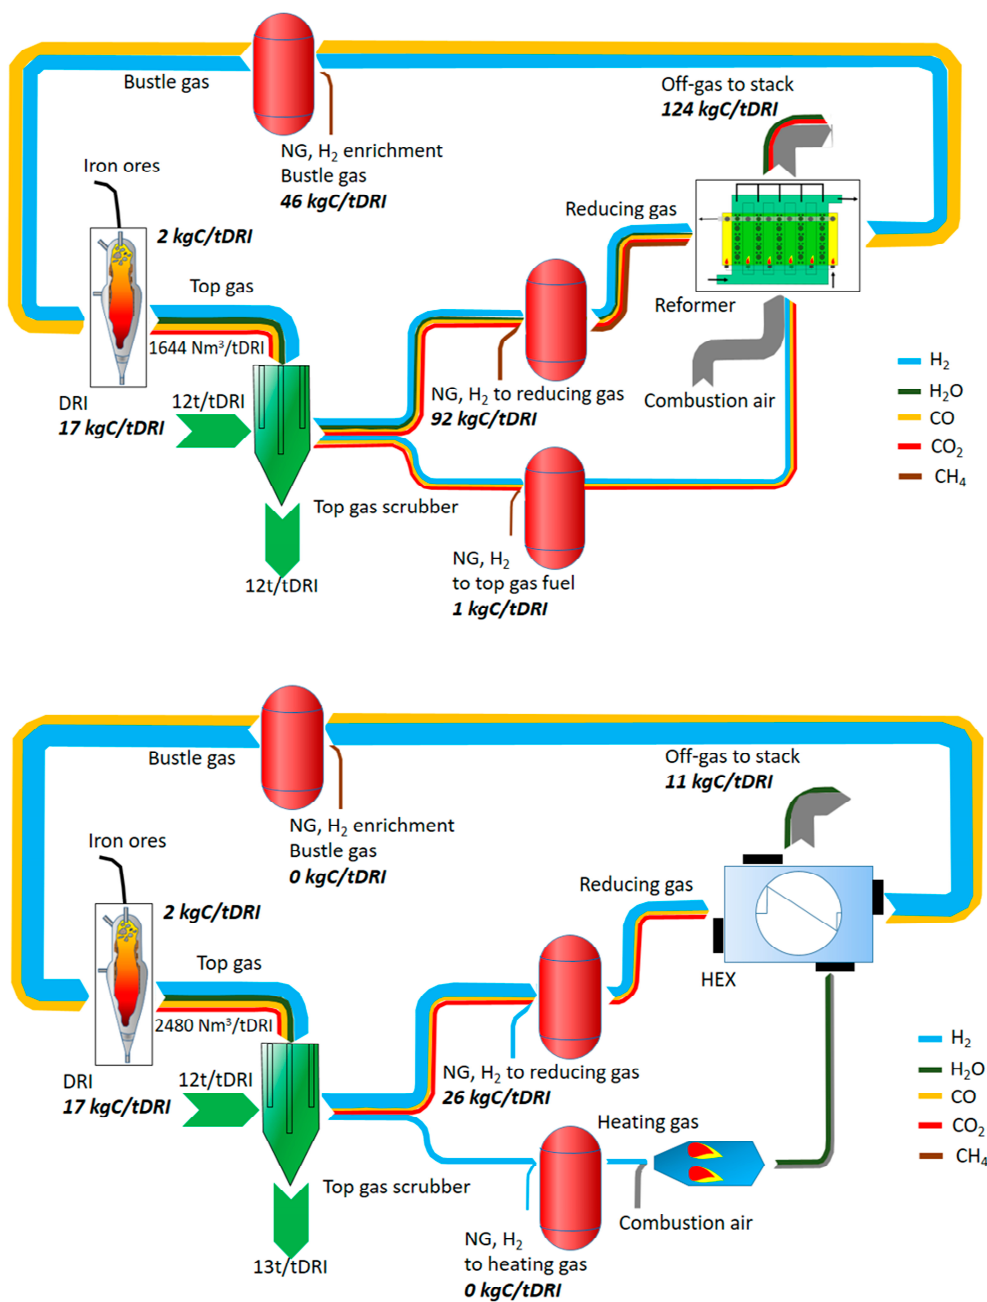 Bustle gas
Off-gas to stack
124 kgC/tDRI
NG, H2 enrichment
Bustle gas
46 kgC/tDRI
Iron ores
2 kgC/tDRI
Reducing gas
Top gas
1644 Nm3/tDRI
Reformer
NG, H2 to reducing gas
92 kgC/tDRI
Combustion air
DRI
17 kgC/tDRI
12t/tDRI
H2
H2O
CO
CO2
CH4
Top gas scrubber
12t/tDRI
NG, H2
to top gas fuel
1 kgC/tDRI
Bustle gas
Off-gas to stack
11 kgC/tDRI
NG, H2 enrichment
Bustle gas
0 kgC/tDRI
Iron ores
2 kgC/tDRI
Reducing gas
Top gas
2480 Nm3/tDRI
HEX
NG, H2 to reducing gas
26 kgC/tDRI
DRI
17 kgC/tDRI
12t/tDRI
H2
H2O
CO
CO2
CH4
Heating gas
Top gas scrubber
Combustion air
13t/tDRI
NG, H2
to heating gas
0 kgC/tDRI